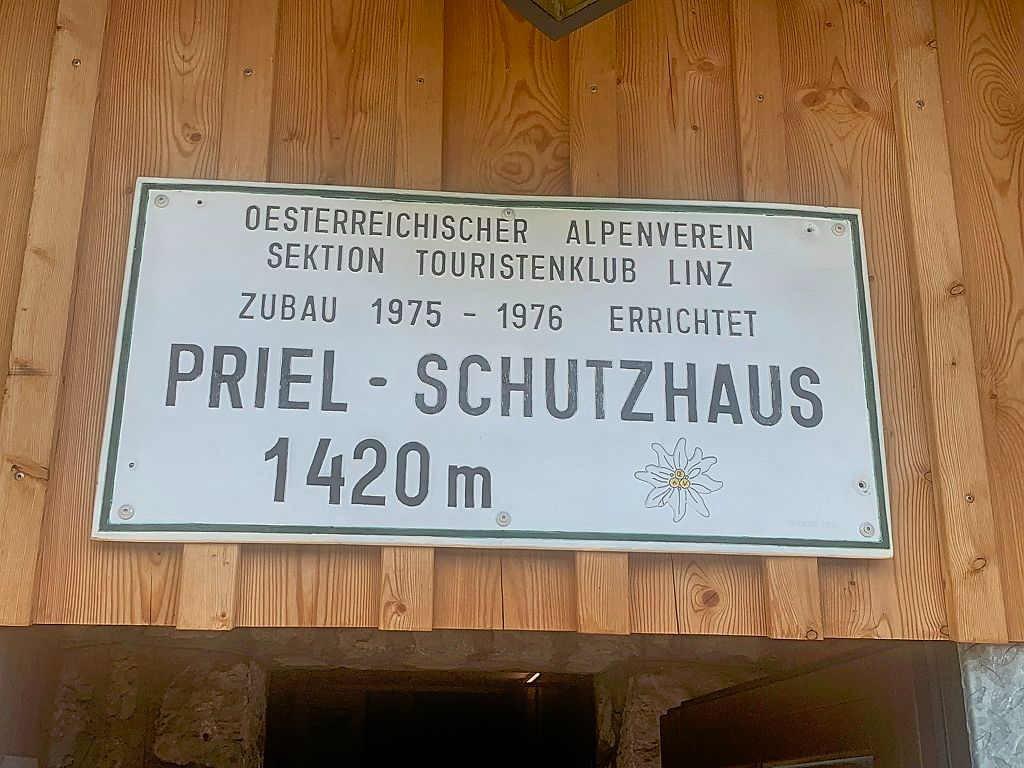 OESTERREICHISCHER ALPENVEREIN
SEKTION TOURISTENKLUB LINZ
ZUBAU 1975 - 1976 ERRICHTET
PRIEL - SCHUTZHAUS
1420 m